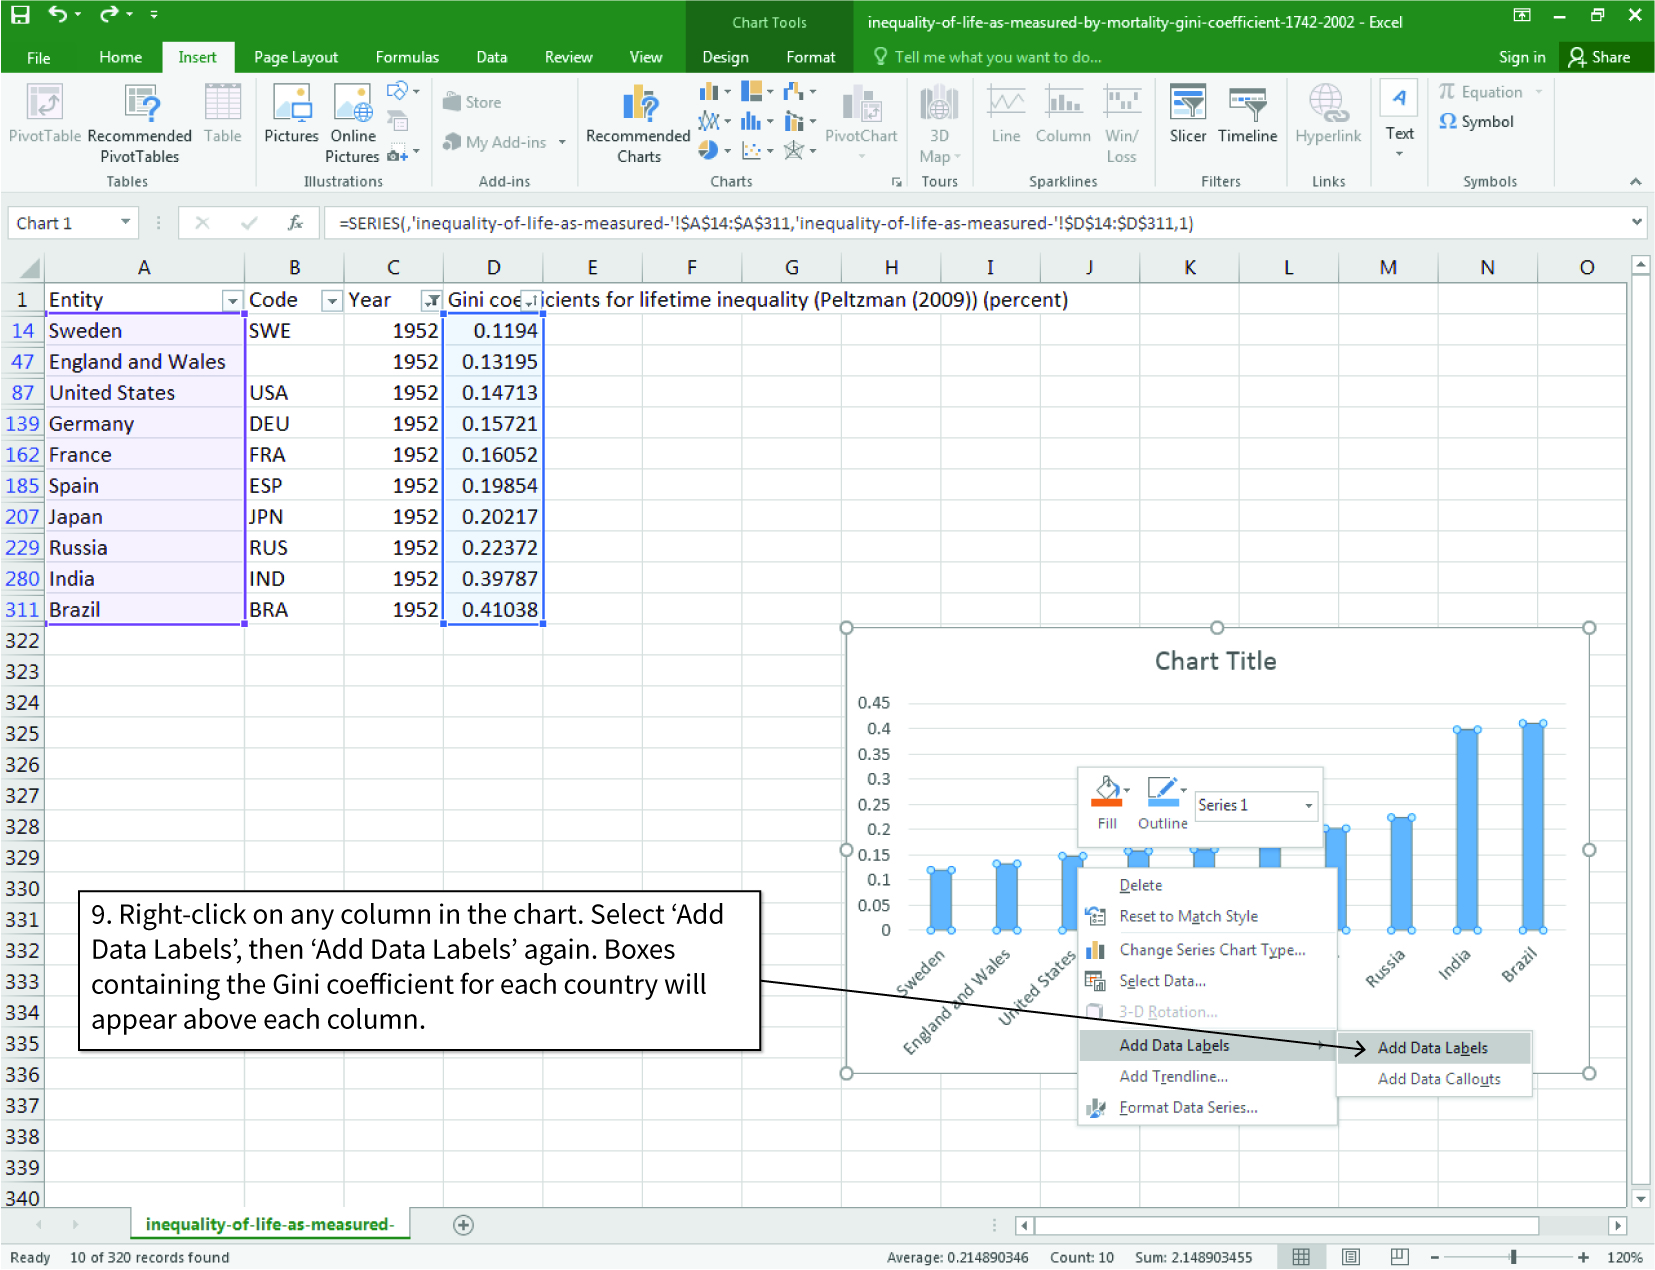 Chart Tools
inequality-of-life-as-measured-by-mortality-gini-coefficient-1742-2002 - Excel
File Home Insert Page Layout Formulas Data Review View Design Format Tell me what you want to do... Sign in Share
PivotTable Recommended PivotTables Table
Tables
Pictures Online Pictures
Illustrations
Store
My Add-ins
Add-ins
Recommended Charts
PivotChart
Charts
3D Map
Tours
Line Column Win/ Loss
Sparklines
Slicer Timeline
Filters
Hyperlink
Links
Text
π Equation
Ω Symbol
Symbols
Chart 1 fx =SERIES(,'inequality-of-life-as-measured-'!$A$14:$A$311,'inequality-of-life-as-measured-'!$D$14:$D$311,1)
A B C D E F G H I J K L M N O
1 Entity Code Year Gini coe icients for lifetime inequality (Peltzman (2009)) (percent)
14 Sweden SWE 1952 0.1194
47 England and Wales 1952 0.13195
87 United States USA 1952 0.14713
139 Germany DEU 1952 0.15721
162 France FRA 1952 0.16052
185 Spain ESP 1952 0.19854
207 Japan JPN 1952 0.20217
229 Russia RUS 1952 0.22372
280 India IND 1952 0.39787
311 Brazil BRA 1952 0.41038
322
323
324
325
326
327
328
329
330
331
332
333
334
335
336
337
338
339
340
Chart Title
0.45
0.4
0.35
0.3
0.25
0.2
0.15
0.1
0.05
0
Sweden
England and Wales
United States
Russia
India
Brazil
Fill Outline Series 1
Delete
Reset to Match Style
Change Series Chart Type...
Select Data...
3-D Rotation...
Add Data Labels
Add Trendline...
Format Data Series...
Add Data Labels
Add Data Callouts
9. Right-click on any column in the chart. Select ‘Add
Data Labels’, then ‘Add Data Labels’ again. Boxes
containing the Gini coefficient for each country will
appear above each column.
inequality-of-life-as-measured-
Ready 10 of 320 records found Average: 0.214890346 Count: 10 Sum: 2.148903455 120%